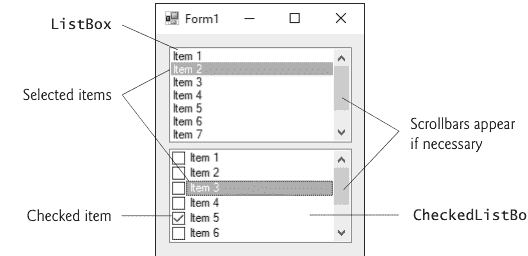 ListBox
Form1
Item 1
Item 2
Item 3
Item 4
Item 5
Item 6
Item 7
Selected items
Scrollbars appear
if necessary
Item 1
Item 2
Item 3
Item 4
Item 5
Item 6
Checked item
CheckedListBo